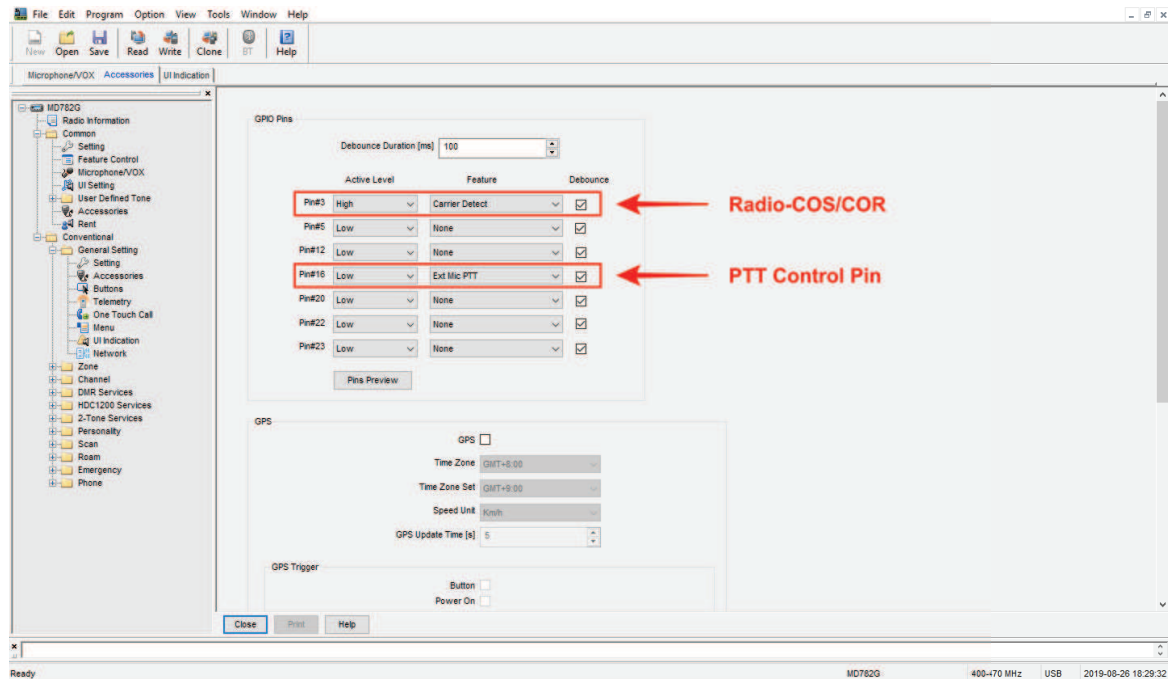 File Edit Program Option View Tools Window Help
New Open Save Read Write Clone BT Help
Microphone/VOX Accessories UI Indication
MD782G
Radio Information
Common
Setting
Feature Control
Microphone/VOX
UI Setting
User Defined Tone
Accessories
Rent
Conventional
General Setting
Setting
Accessories
Buttons
Telemetry
One Touch Call
Menu
UI Indication
Network
Zone
Channel
DMR Services
HDC1200 Services
2-Tone Services
Personality
Scan
Roam
Emergency
Phone
GPIO Pins
Debounce Duration [ms] 100
Active Level Feature Debounce
Pin#3 High Carrier Detect Radio-COS/COR
Pin#5 Low None
Pin#12 Low None
Pin#16 Low Ext Mic PTT PTT Control Pin
Pin#20 Low None
Pin#22 Low None
Pin#23 Low None
Pins Preview
GPS
GPS
Time Zone GMT+8:00
Time Zone Set GMT+9:00
Speed Unit Km/h
GPS Update Time [s] 5
GPS Trigger
Button
Power On
Close Print Help
Ready MD782G 400-470 MHz USB 2019-08-26 18:29:32